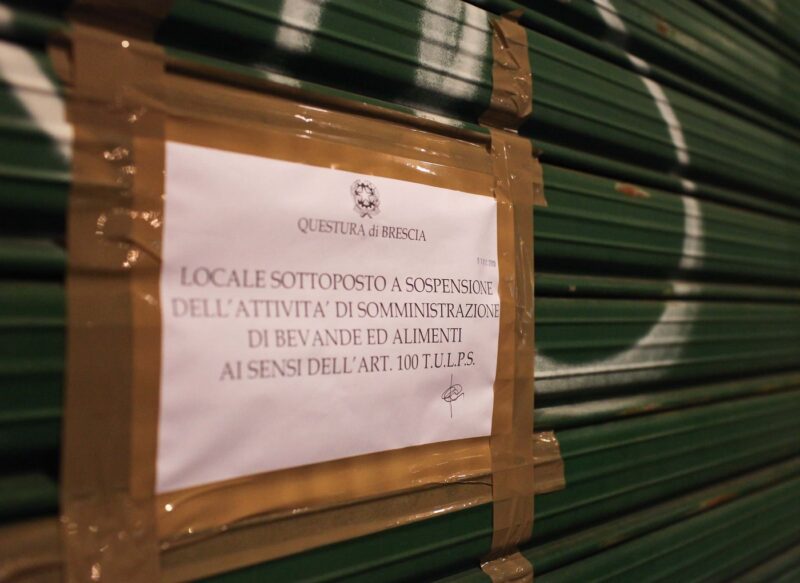 QUESTURA di BRESCIA
LOCALE SOTTOPOSTO A SOSPENSIONE
DELL'ATTIVITA' DI SOMMINISTRAZIONE
DI BEVANDE ED ALIMENTI
AI SENSI DELL'ART. 100 T.U.L.P.S.